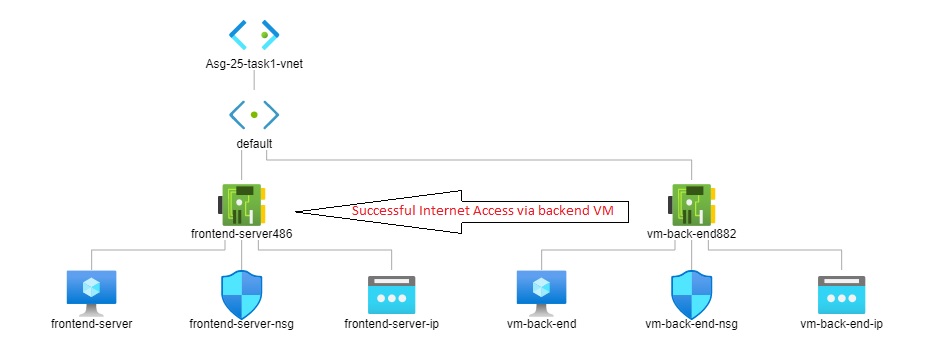 Asg-25-task1-vnet
default
frontend-server486
Successful Internet Access via backend VM
vm-back-end882
frontend-server
frontend-server-nsg
frontend-server-ip
vm-back-end
vm-back-end-nsg
vm-back-end-ip